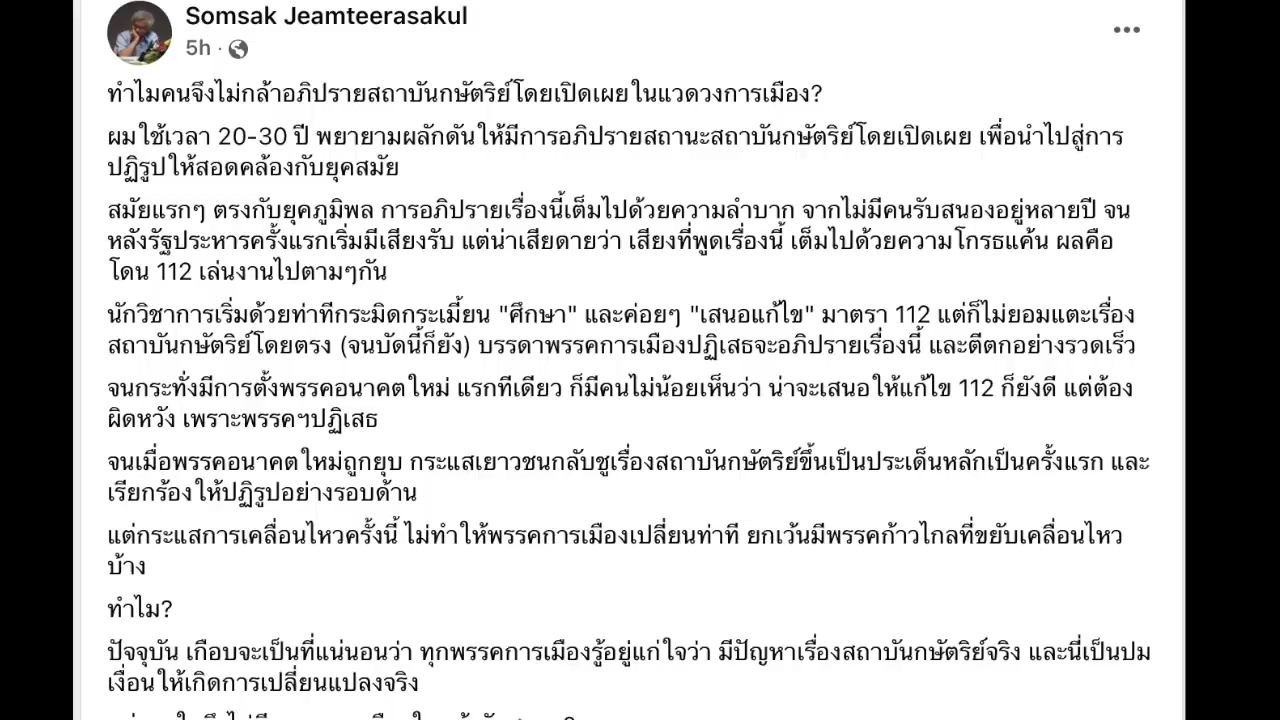 Somsak Jeamteerasakul
5h ·
ทำไมคนจึงไม่กล้าอภิปรายสถาบันกษัตริย์โดยเปิดเผยในแวดวงการเมือง?
ผมใช้เวลา 20-30 ปี พยายามผลักดันให้มีการอภิปรายสถานะสถาบันกษัตริย์โดยเปิดเผย เพื่อนำไปสู่การ
ปฏิรูปให้สอดคล้องกับยุคสมัย
สมัยแรกๆ ตรงกับยุคภูมิพล การอภิปรายเรื่องนี้เต็มไปด้วยความลำบาก จากไม่มีคนรับสนองอยู่หลายปี จน
หลังรัฐประหารครั้งแรกเริ่มมีเสียงรับ แต่น่าเสียดายว่า เสียงที่พูดเรื่องนี้ เต็มไปด้วยความโกรธแค้น ผลคือ
โดน 112 เล่นงานไปตามๆกัน
นักวิชาการเริ่มด้วยท่าทีกระมิดกระเมี้ยน "ศึกษา" และค่อยๆ "เสนอแก้ไข" มาตรา 112 แต่ก็ไม่ยอมแตะเรื่อง
สถาบันกษัตริย์โดยตรง (จนบัดนี้ก็ยัง) บรรดาพรรคการเมืองปฏิเสธจะอภิปรายเรื่องนี้ และตีตกอย่างรวดเร็ว
จนกระทั่งมีการตั้งพรรคอนาคตใหม่ แรกทีเดียว ก็มีคนไม่น้อยเห็นว่า น่าจะเสนอให้แก้ไข 112 ก็ยังดี แต่ต้อง
ผิดหวัง เพราะพรรคฯปฏิเสธ
จนเมื่อพรรคอนาคตใหม่ถูกยุบ กระแสเยาวชนกลับชูเรื่องสถาบันกษัตริย์ขึ้นเป็นประเด็นหลักเป็นครั้งแรก และ
เรียกร้องให้ปฏิรูปอย่างรอบด้าน
แต่กระแสการเคลื่อนไหวครั้งนี้ ไม่ทำให้พรรคการเมืองเปลี่ยนท่าที ยกเว้นมีพรรคก้าวไกลที่ขยับเคลื่อนไหว
บ้าง
ทำไม?
ปัจจุบัน เกือบจะเป็นที่แน่นอนว่า ทุกพรรคการเมืองรู้อยู่แก่ใจว่า มีปัญหาเรื่องสถาบันกษัตริย์จริง และนี่เป็นปม
เงื่อนให้เกิดการเปลี่ยนแปลงจริง